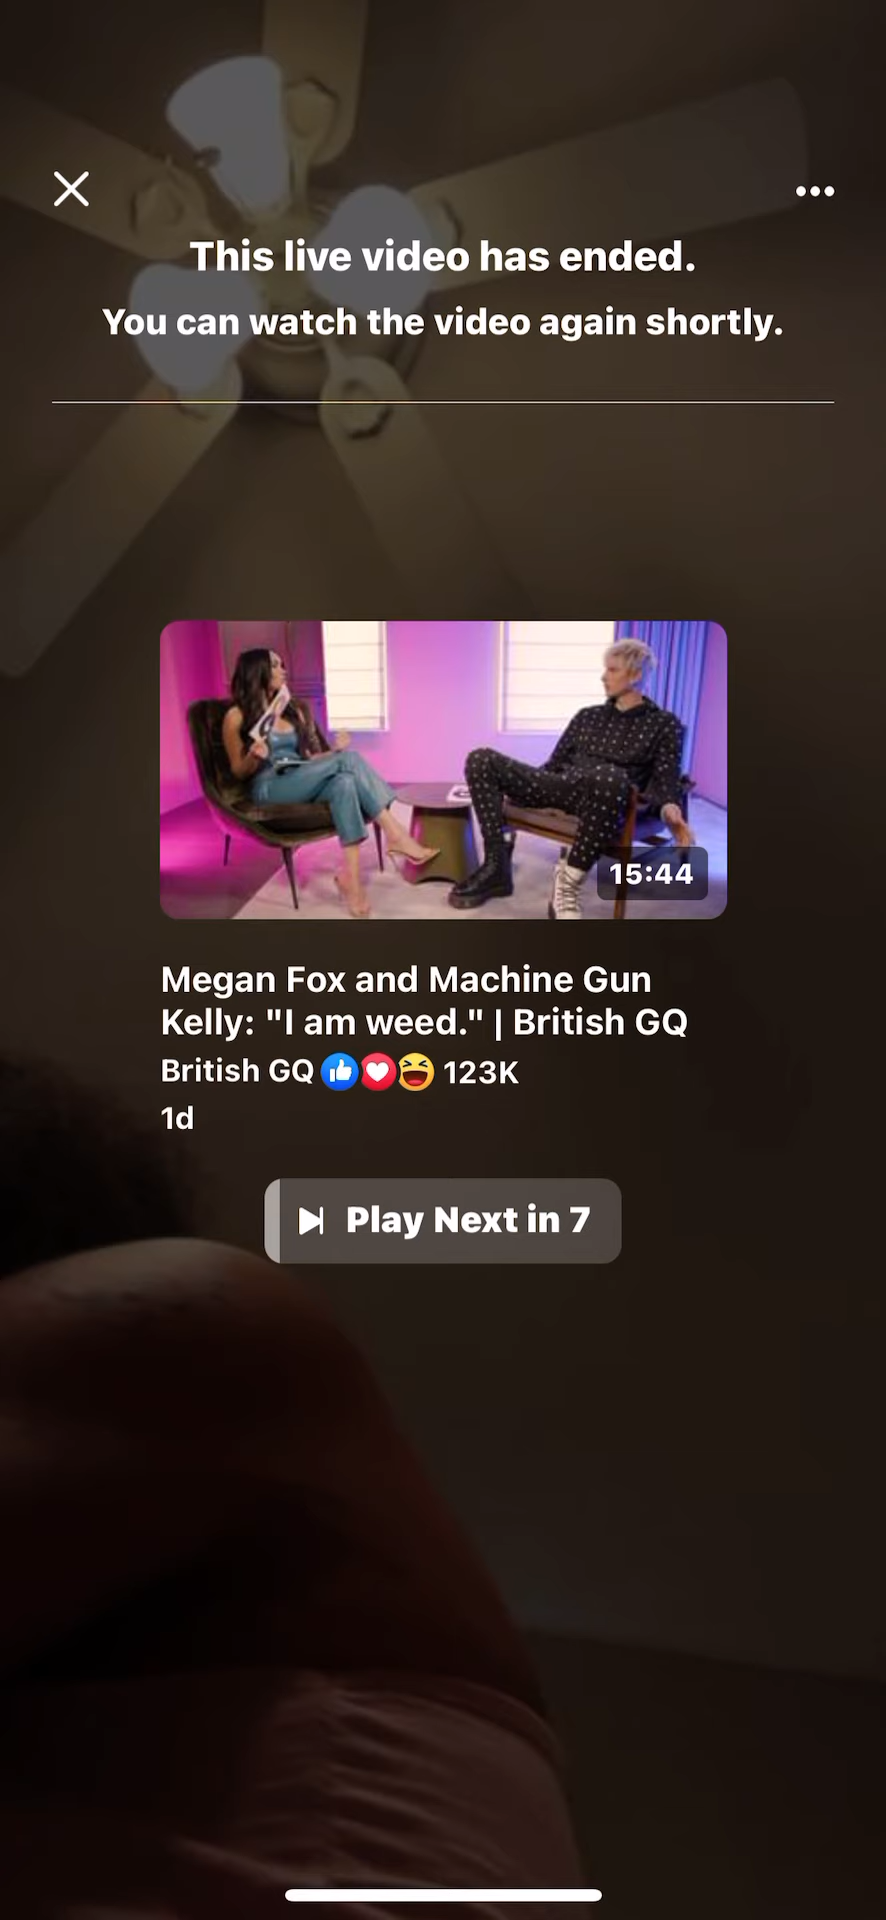 This live video has ended.
You can watch the video again shortly.
15:44
Megan Fox and Machine Gun
Kelly: "I am weed." | British GQ
British GQ 123K
1d
Play Next in 7